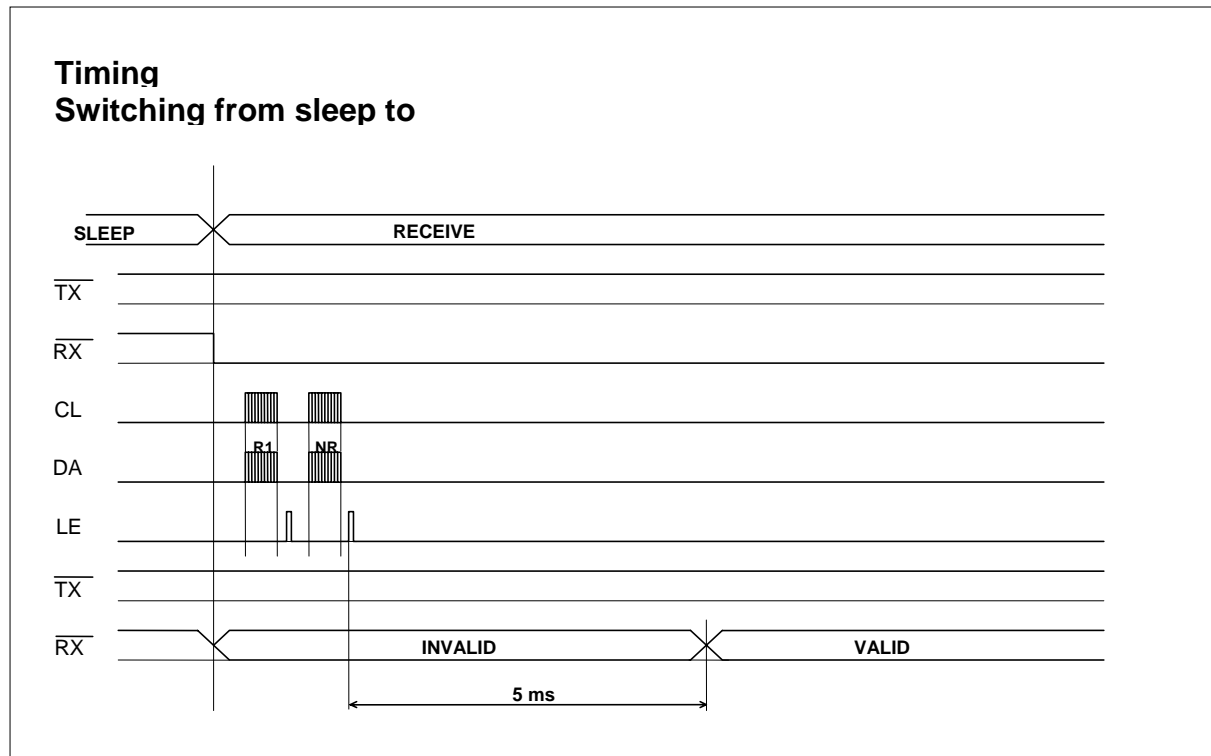 Timing
Switching from sleep to
SLEEP RECEIVE
TX
RX
CL
R1 NR
DA
LE
TX
RX INVALID VALID
5 ms